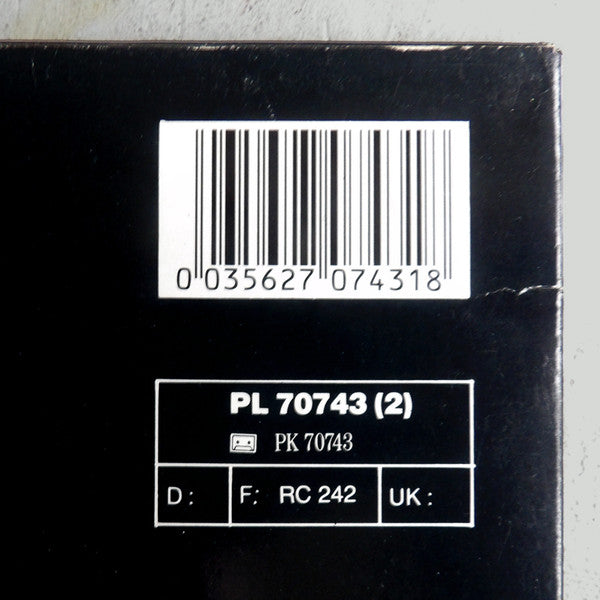 0 035627 074318
PL 70743 (2)
PK 70743
D :
F: RC 242
UK :